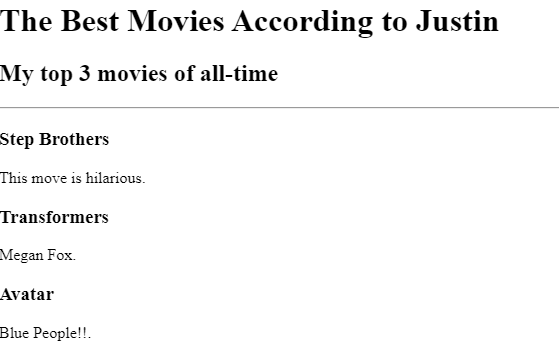 The Best Movies According to Justin
My top 3 movies of all-time
Step Brothers
This move is hilarious.
Transformers
Megan Fox.
Avatar
Blue People!!.